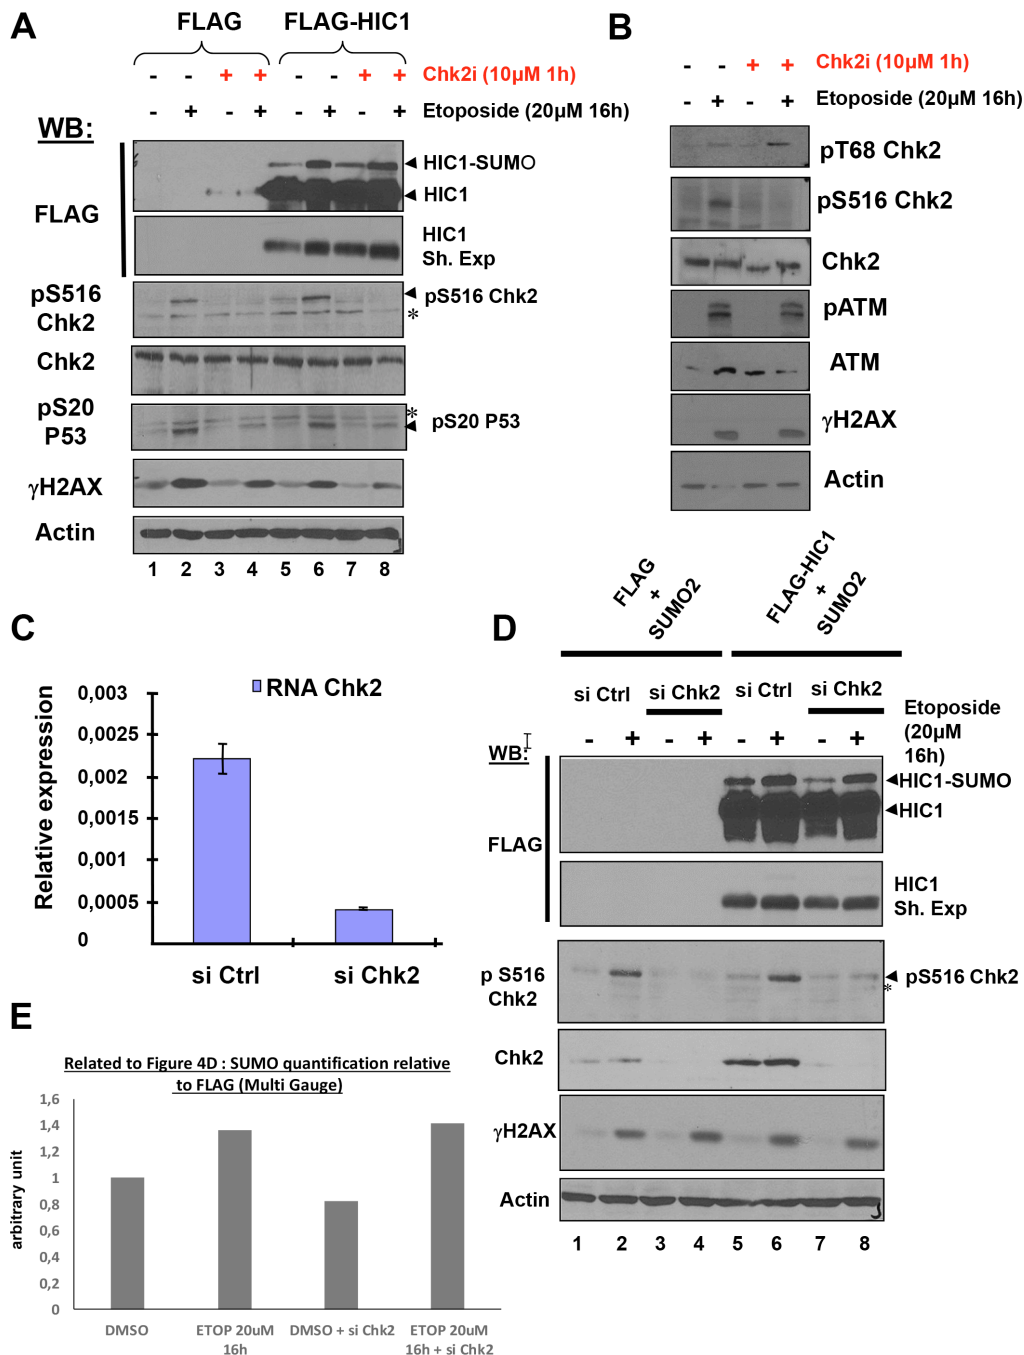 A
FLAG FLAG-HIC1
- - + + - - + + Chk2i (10µM 1h)
- + - + - + - + Etoposide (20µM 16h)
WB:
FLAG
HIC1-SUMO
HIC1
HIC1
Sh. Exp
pS516
Chk2
pS516 Chk2
*
Chk2
pS20
P53
*
pS20 P53
γH2AX
Actin
1 2 3 4 5 6 7 8
B
- - + + Chk2i (10µM 1h)
- + - + Etoposide (20µM 16h)
pT68 Chk2
pS516 Chk2
Chk2
pATM
ATM
γH2AX
Actin
C
RNA Chk2
Relative expression
0,003
0,0025
0,002
0,0015
0,001
0,0005
0
si Ctrl si Chk2
D
FLAG
+
SUMO2
FLAG-HIC1
+
SUMO2
si Ctrl si Chk2 si Ctrl si Chk2
- + - + - + - +
Etoposide
(20µM
16h)
WB:
FLAG
HIC1-SUMO
HIC1
HIC1
Sh. Exp
p S516
Chk2
pS516 Chk2
*
Chk2
γH2AX
Actin
1 2 3 4 5 6 7 8
E
Related to Figure 4D : SUMO quantification relative
to FLAG (Multi Gauge)
arbitrary unit
1,6
1,4
1,2
1
0,8
0,6
0,4
0,2
0
DMSO ETOP 20uM DMSO + si Chk2 ETOP 20uM
16h 16h + si Chk2